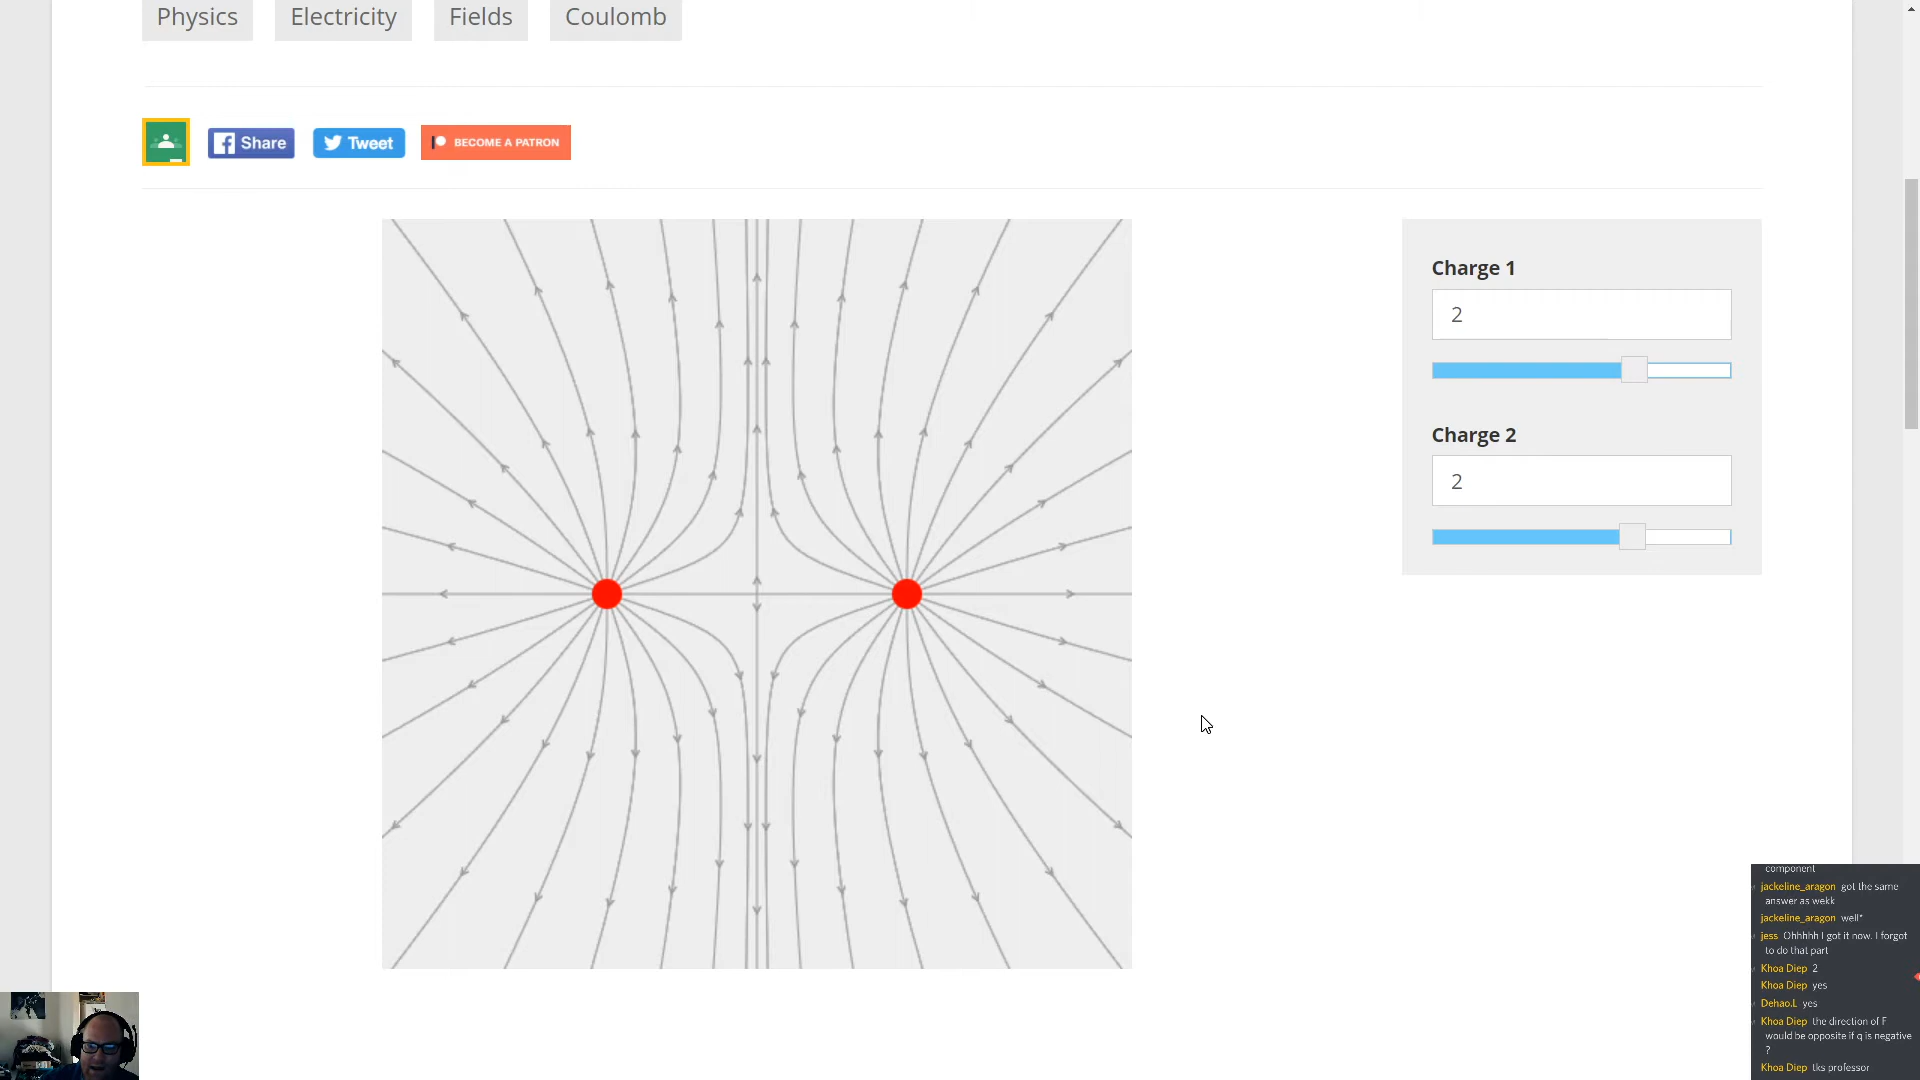 Physics Electricity Fields Coulomb
Share Tweet BECOME A PATRON
Charge 1
2
Charge 2
2
component
jackeline_aragon got the same
answer as wekk
jackeline_aragon well*
jess Ohhhhh I got it now. I forgot
to do that part
Khoa Diep 2
Khoa Diep yes
Dehao.L yes
Khoa Diep the direction of F
would be opposite if q is negative
?
Khoa Diep tks professor